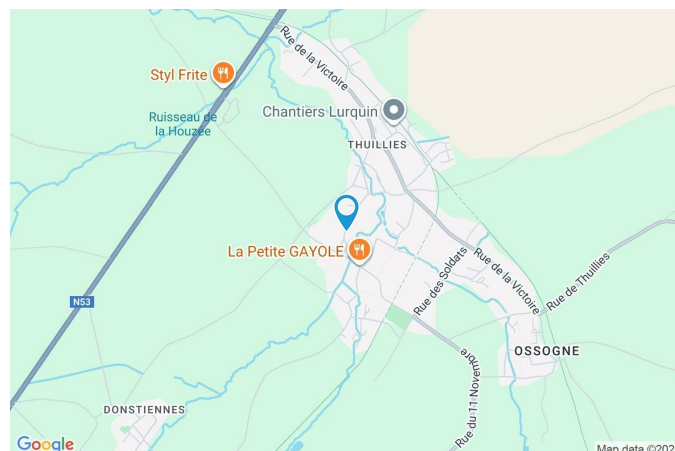 Rue de la Victoire
Styl Frite
Ruisseau de
la Houzee
Chantiers Lurquin
THUILLIES
La Petite GAYOLE
Rue des Soldats
Rue de la Victoire
Rue de Thuillies
N53
OSSOGNE
Rue du 11 Novembre
DONSTIENNES
Google
Map data ©202